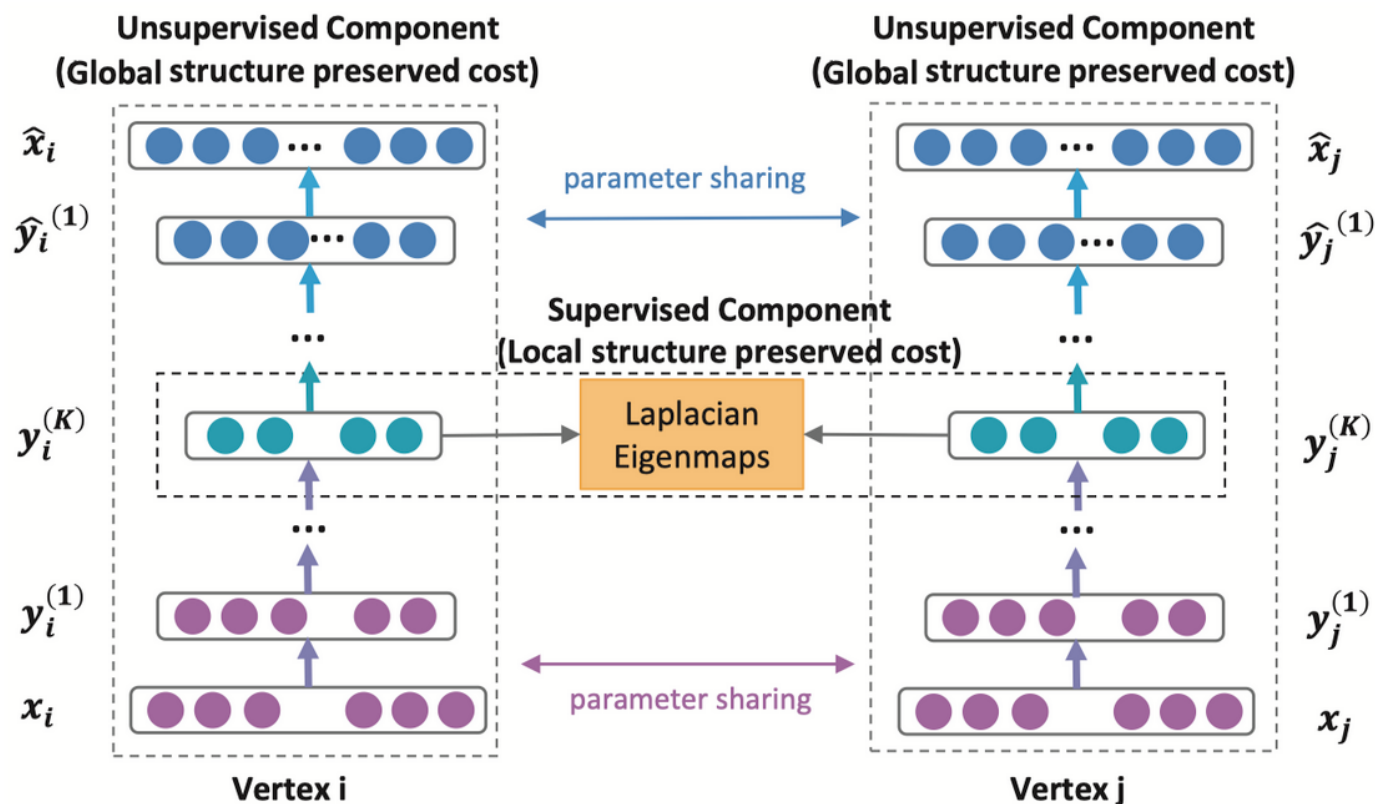 Unsupervised Component
(Global structure preserved cost)
Unsupervised Component
(Global structure preserved cost)
x̂ᵢ
...
parameter sharing
...
x̂ⱼ
ŷᵢ⁽¹⁾
...
...
ŷⱼ⁽¹⁾
...
Supervised Component
(Local structure preserved cost)
...
yᵢ⁽ᴷ⁾
Laplacian
Eigenmaps
yⱼ⁽ᴷ⁾
...
...
yᵢ⁽¹⁾
yⱼ⁽¹⁾
parameter sharing
xᵢ
xⱼ
Vertex i
Vertex j